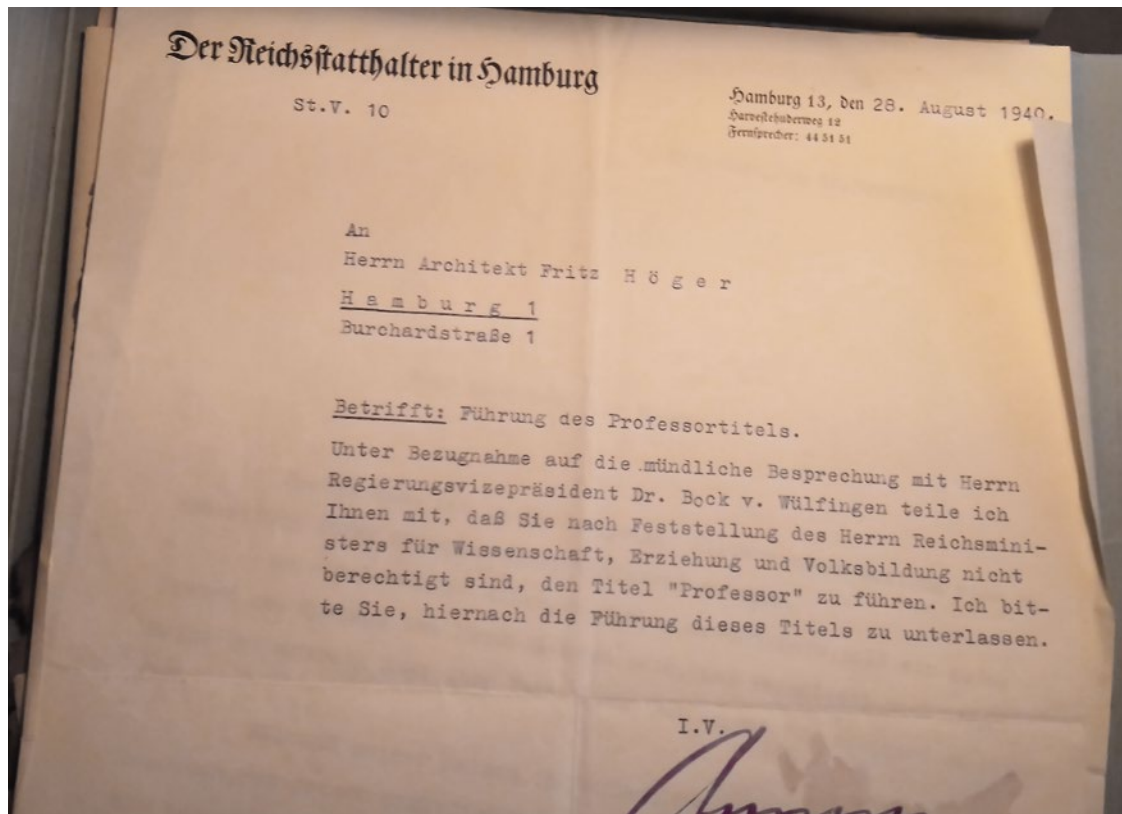 Der Reichsstatthalter in Hamburg
St.V. 10
Hamburg 13, den 28. August 1940.
Harvestehuderweg 12
Fernsprecher: 44 51 51
An
Herrn Architekt Fritz H ö g e r
H a m b u r g 1
Burchardstraße 1
Betrifft: Führung des Professortitels.
Unter Bezugnahme auf die mündliche Besprechung mit Herrn
Regierungsvizepräsident Dr. Bock v. Wülfingen teile ich
Ihnen mit, daß Sie nach Feststellung des Herrn Reichsmini-
sters für Wissenschaft, Erziehung und Volksbildung nicht
berechtigt sind, den Titel "Professor" zu führen. Ich bit-
te Sie, hiernach die Führung dieses Titels zu unterlassen.
I.V.